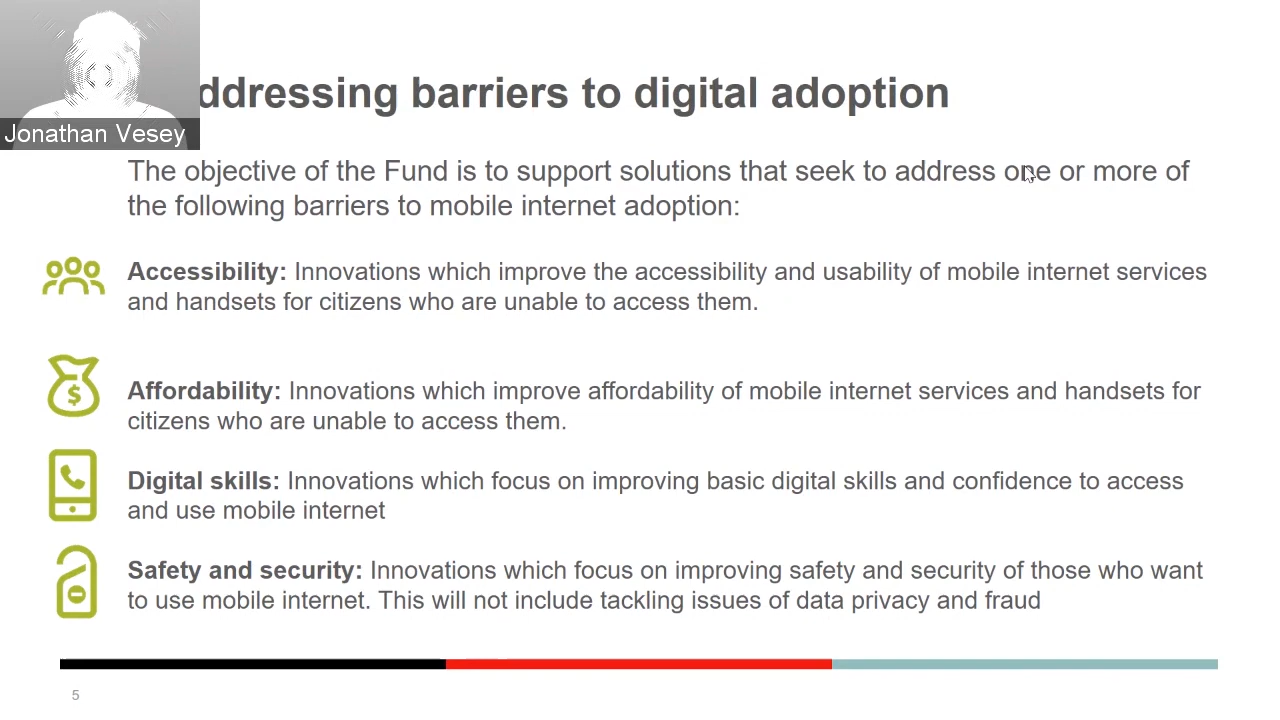 ddressing barriers to digital adoption
Jonathan Vesey
The objective of the Fund is to support solutions that seek to address one or more of
the following barriers to mobile internet adoption:
Accessibility: Innovations which improve the accessibility and usability of mobile internet services
and handsets for citizens who are unable to access them.
$
Affordability: Innovations which improve affordability of mobile internet services and handsets for
citizens who are unable to access them.
Digital skills: Innovations which focus on improving basic digital skills and confidence to access
and use mobile internet
Safety and security: Innovations which focus on improving safety and security of those who want
to use mobile internet. This will not include tackling issues of data privacy and fraud
5